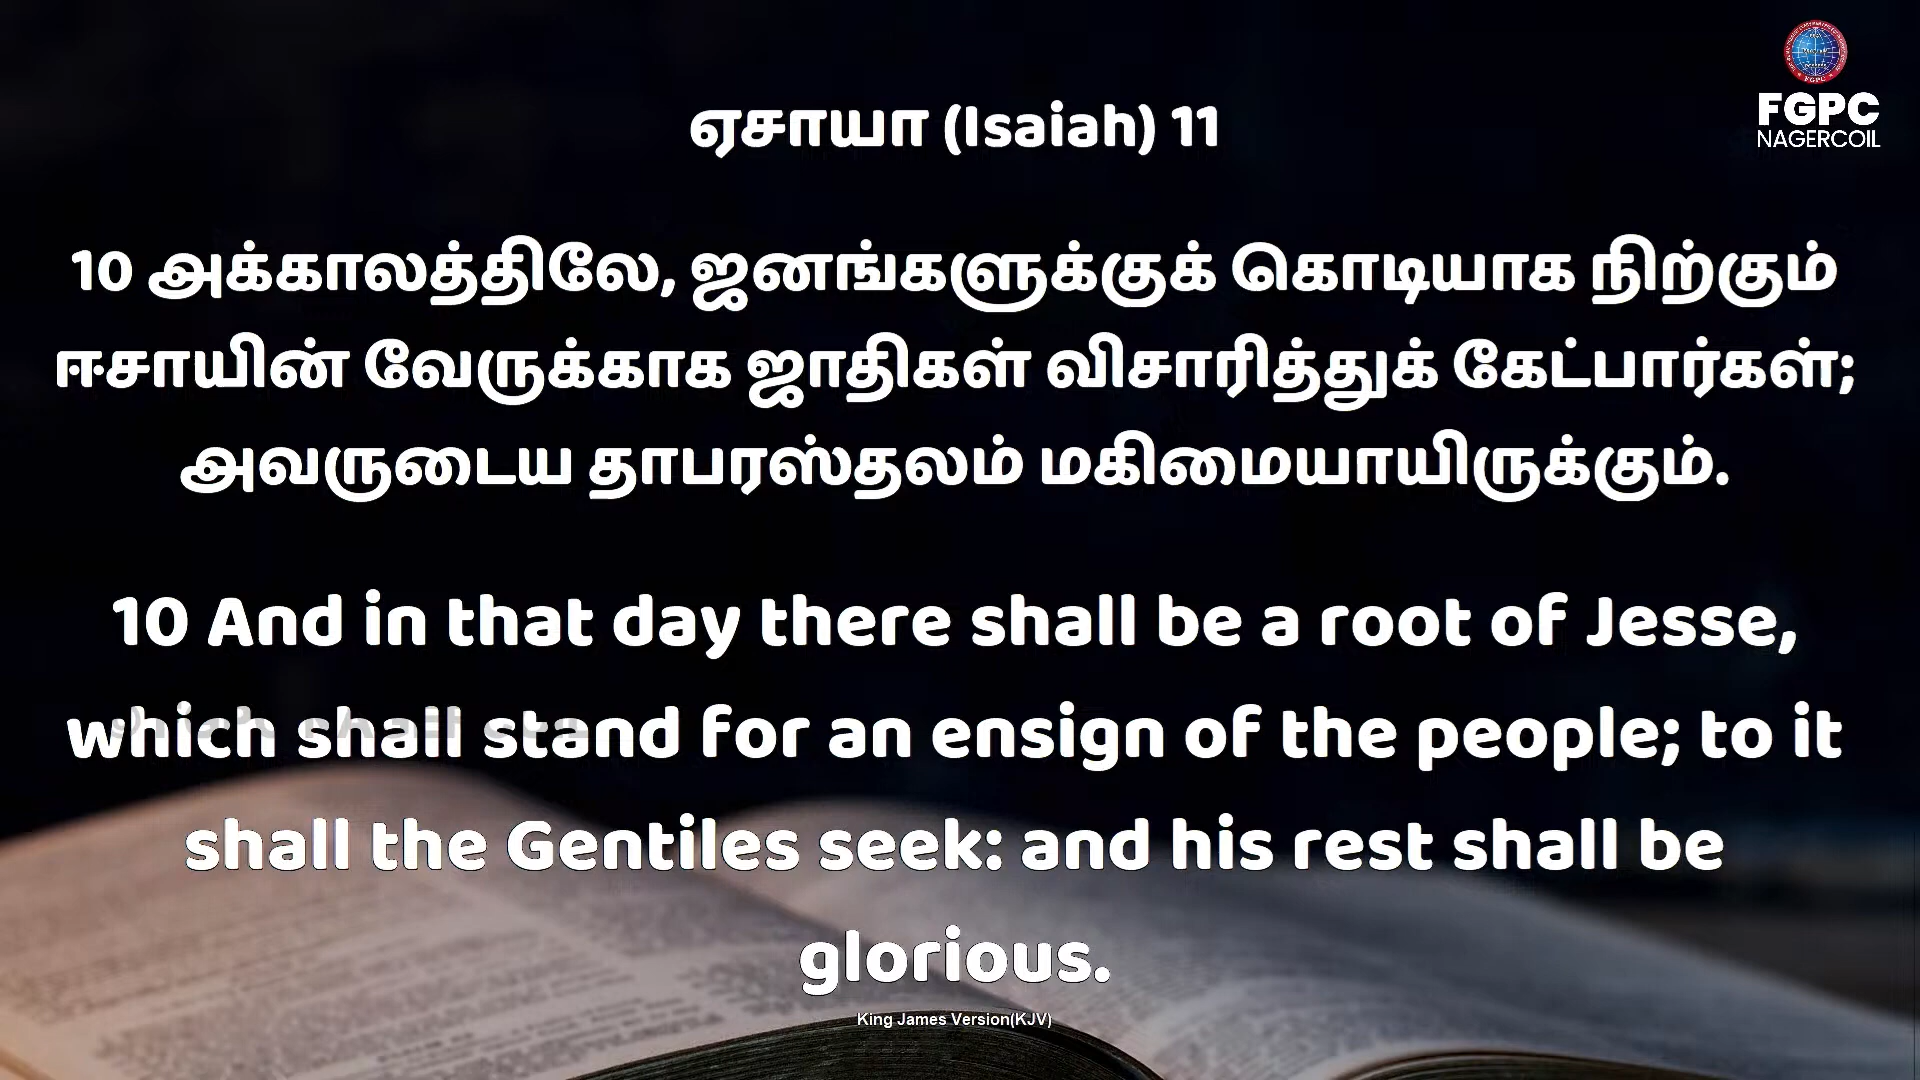 FGPC
NAGERCOIL
ஏசாயா (Isaiah) 11
10 அக்காலத்திலே, ஜனங்களுக்குக் கொடியாக நிற்கும்
ஈசாயின் வேருக்காக ஜாதிகள் விசாரித்துக் கேட்பார்கள்;
அவருடைய தாபரஸ்தலம் மகிமையாயிருக்கும்.
10 And in that day there shall be a root of Jesse,
which shall stand for an ensign of the people; to it
shall the Gentiles seek: and his rest shall be
glorious.
King James Version(KJV)